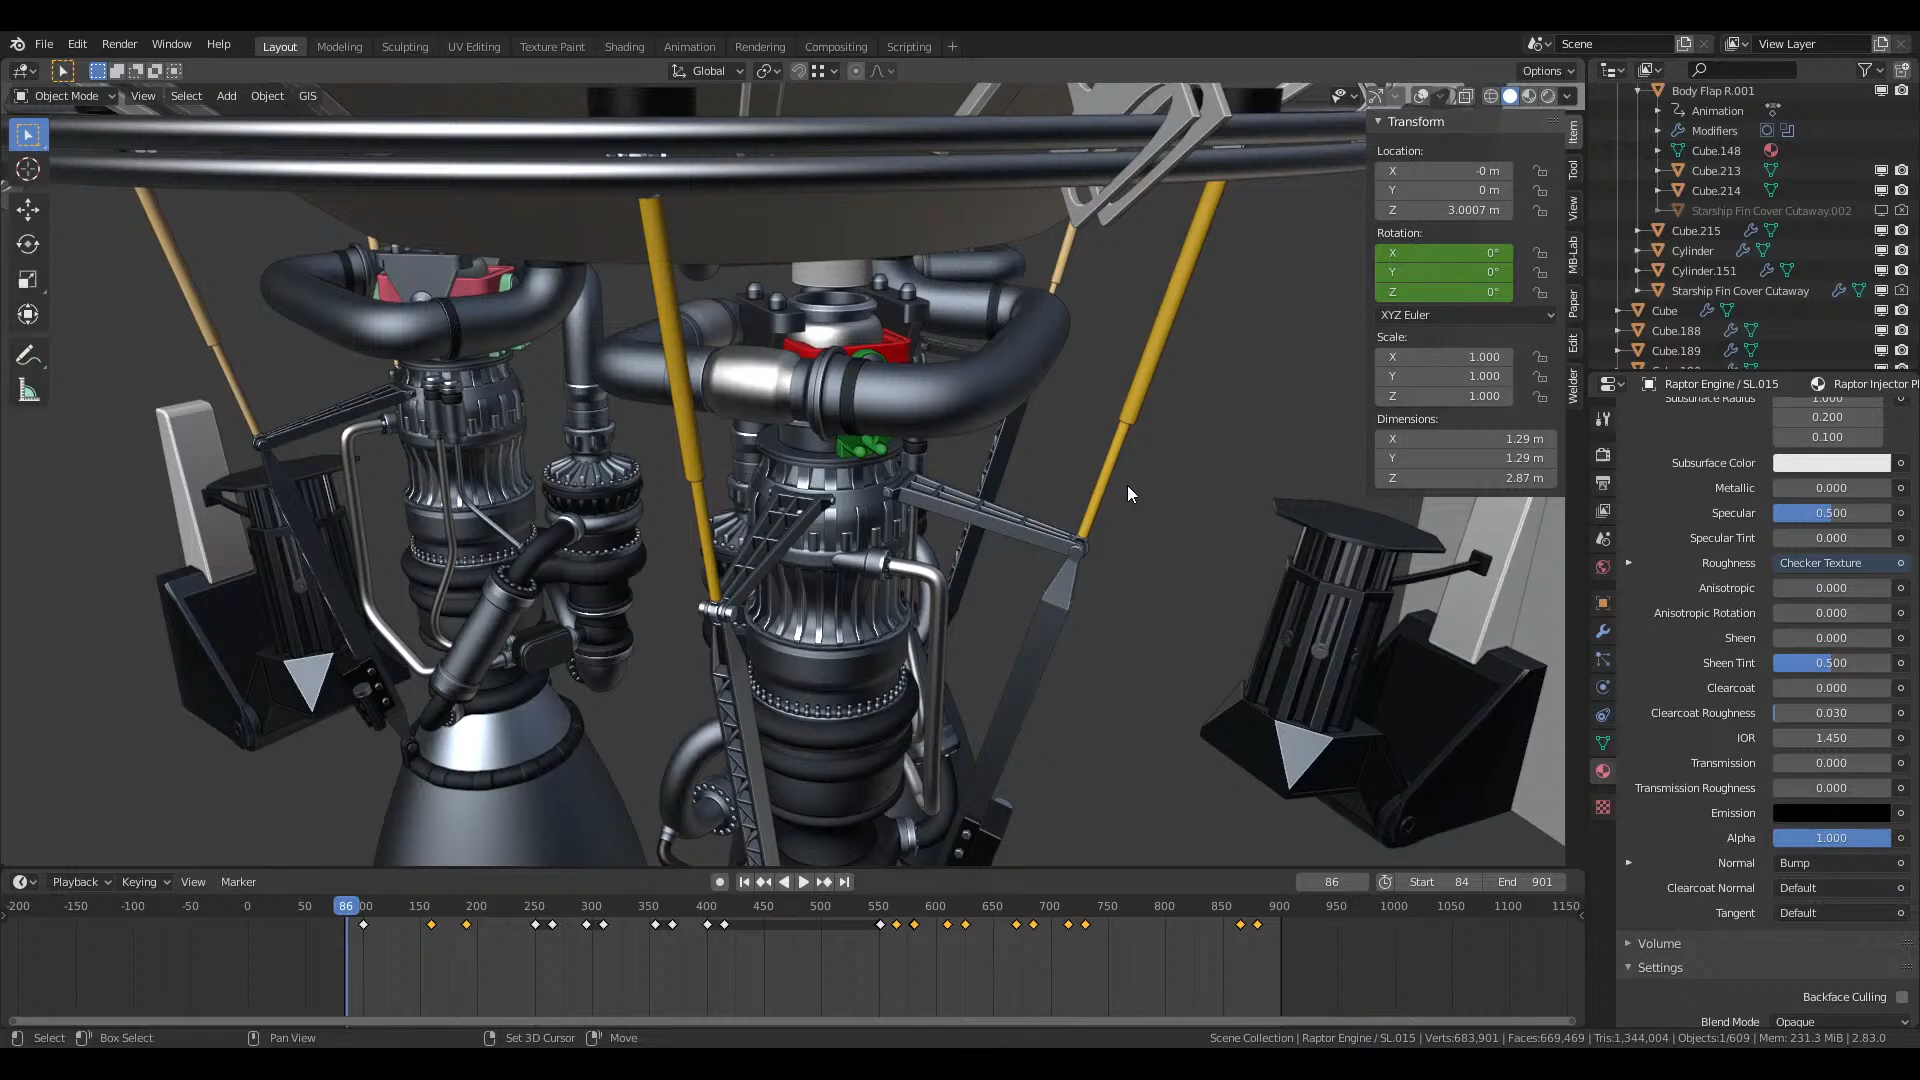 File Edit Render Window Help Layout Modeling Sculpting UV Editing Texture Paint Shading Animation Rendering Compositing Scripting + Scene View Layer
Global Options
Object Mode View Select Add Object GIS
Transform
Location:
X -0 m
Y 0 m
Z 3.0007 m
Rotation:
X 0°
Y 0°
Z 0°
XYZ Euler
Scale:
X 1.000
Y 1.000
Z 1.000
Dimensions:
X 1.29 m
Y 1.29 m
Z 2.87 m
Item
Tool
View
MB-Lab
Paper
Edit
Welder
Body Flap R.001
Animation
Modifiers
Cube.148
Cube.213
Cube.214
Starship Fin Cover Cutaway.002
Cube.215
Cylinder
Cylinder.151
Starship Fin Cover Cutaway
Cube
Cube.188
Cube.189
Raptor Engine / SL.015 Raptor Injector Pl
Subsurface Radius 1.000
0.200
0.100
Subsurface Color
Metallic 0.000
Specular 0.500
Specular Tint 0.000
Roughness Checker Texture
Anisotropic 0.000
Anisotropic Rotation 0.000
Sheen 0.000
Sheen Tint 0.500
Clearcoat 0.000
Clearcoat Roughness 0.030
IOR 1.450
Transmission 0.000
Transmission Roughness 0.000
Emission
Alpha 1.000
Normal Bump
Clearcoat Normal Default
Tangent Default
Volume
Settings
Backface Culling
Blend Mode Opaque
Playback Keying View Marker 86 Start 84 End 901
-200 -150 -100 -50 0 50 86 00 150 200 250 300 350 400 450 500 550 600 650 700 750 800 850 900 950 1000 1050 1100 1150
Select Box Select Pan View Set 3D Cursor Move Scene Collection | Raptor Engine / SL.015 | Verts:683,901 | Faces:669,469 | Tris:1,344,004 | Objects:1/609 | Mem: 231.3 MiB | 2.83.0